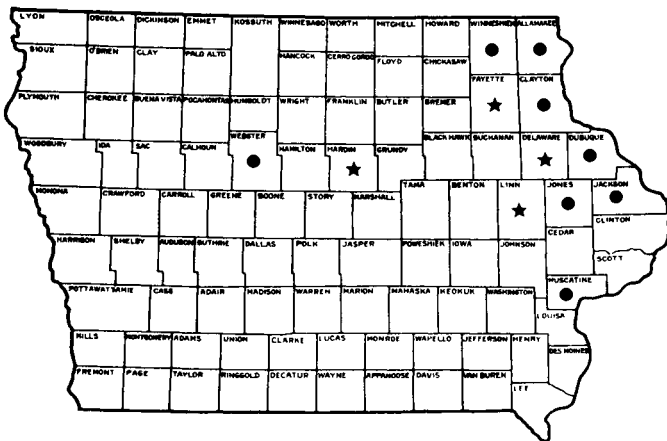 LYON OSCEOLA DICKINSON EMMET KOSSUTH WINNEBAGO WORTH MITCHELL HOWARD WINNESHIEK ALLAMAKEE
SIOUX O'BRIEN CLAY PALO ALTO HANCOCK CERRO GORDO FLOYD CHICKASAW FAYETTE CLAYTON
PLYMOUTH CHEROKEE BUENA VISTA POCAHONTAS HUMBOLDT WRIGHT FRANKLIN BUTLER BREMER
WOODBURY IDA SAC CALHOUN WEBSTER HAMILTON HARDIN GRUNDY BLACK HAWK BUCHANAN DELAWARE DUBUQUE
MONONA CRAWFORD CARROLL GREENE BOONE STORY MARSHALL TAMA BENTON LINN JONES JACKSON
CLINTON
CEDAR
HARRISON SHELBY AUDUBON GUTHRIE DALLAS POLK JASPER POWESHIEK IOWA JOHNSON SCOTT
MUSCATINE
POTTAWATTAMIE CASS ADAIR MADISON WARREN MARION MAHASKA KEOKUK WASHINGTON
LOUISA
MILLS MONTGOMERY ADAMS UNION CLARKE LUCAS MONROE WAPELLO JEFFERSON HENRY DES MOINES
FREMONT PAGE TAYLOR RINGGOLD DECATUR WAYNE APPANOOSE DAVIS VAN BUREN LEE